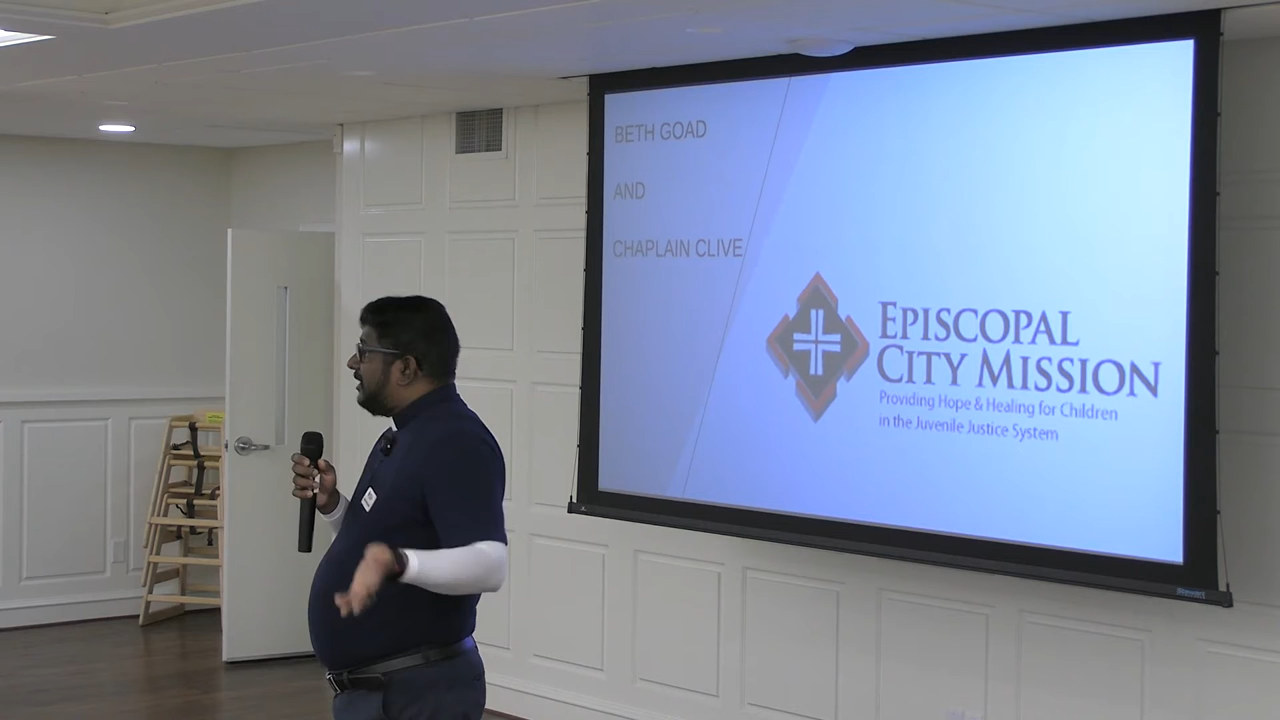 BETH GOAD
AND
CHAPLAIN CLIVE
EPISCOPAL
CITY MISSION
Providing Hope & Healing for Children
in the Juvenile Justice System